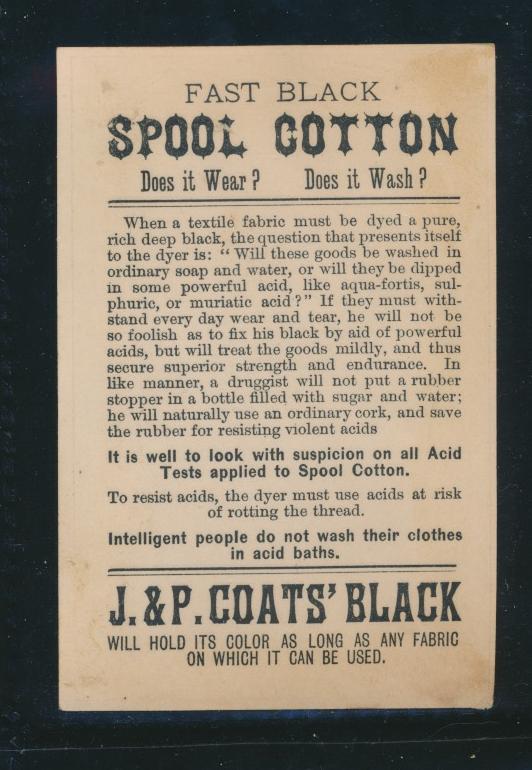 FAST BLACK
SPOOL COTTON
Does it Wear? Does it Wash?
When a textile fabric must be dyed a pure,
rich deep black, the question that presents itself
to the dyer is: "Will these goods be washed in
ordinary soap and water, or will they be dipped
in some powerful acid, like aqua-fortis, sul-
phuric, or muriatic acid?" If they must with-
stand every day wear and tear, he will not be
so foolish as to fix his black by aid of powerful
acids, but will treat the goods mildly, and thus
secure superior strength and endurance. In
like manner, a druggist will not put a rubber
stopper in a bottle filled with sugar and water;
he will naturally use an ordinary cork, and save
the rubber for resisting violent acids
It is well to look with suspicion on all Acid
Tests applied to Spool Cotton.
To resist acids, the dyer must use acids at risk
of rotting the thread.
Intelligent people do not wash their clothes
in acid baths.
J. & P. COATS' BLACK
WILL HOLD ITS COLOR AS LONG AS ANY FABRIC
ON WHICH IT CAN BE USED.